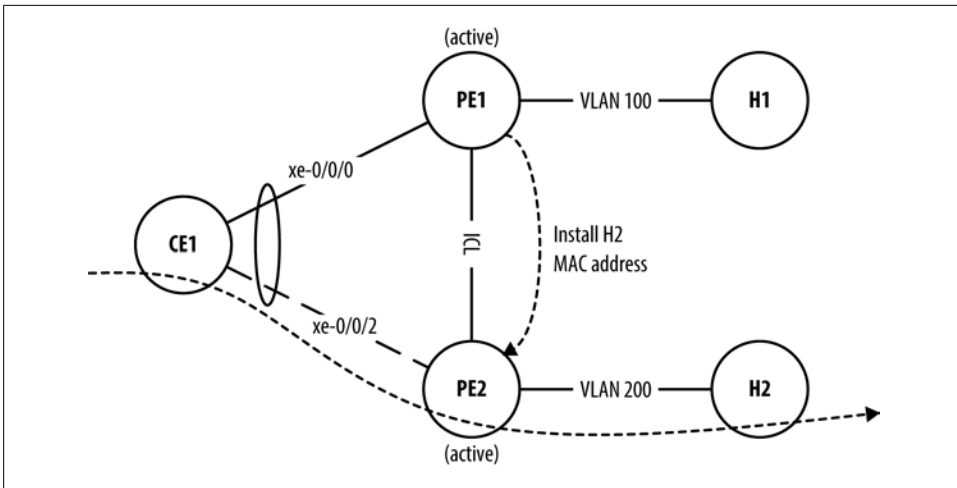 (active)
PE1
VLAN 100
H1
xe-0/0/0
CE1
ICL
Install H2
MAC address
xe-0/0/2
PE2
VLAN 200
H2
(active)